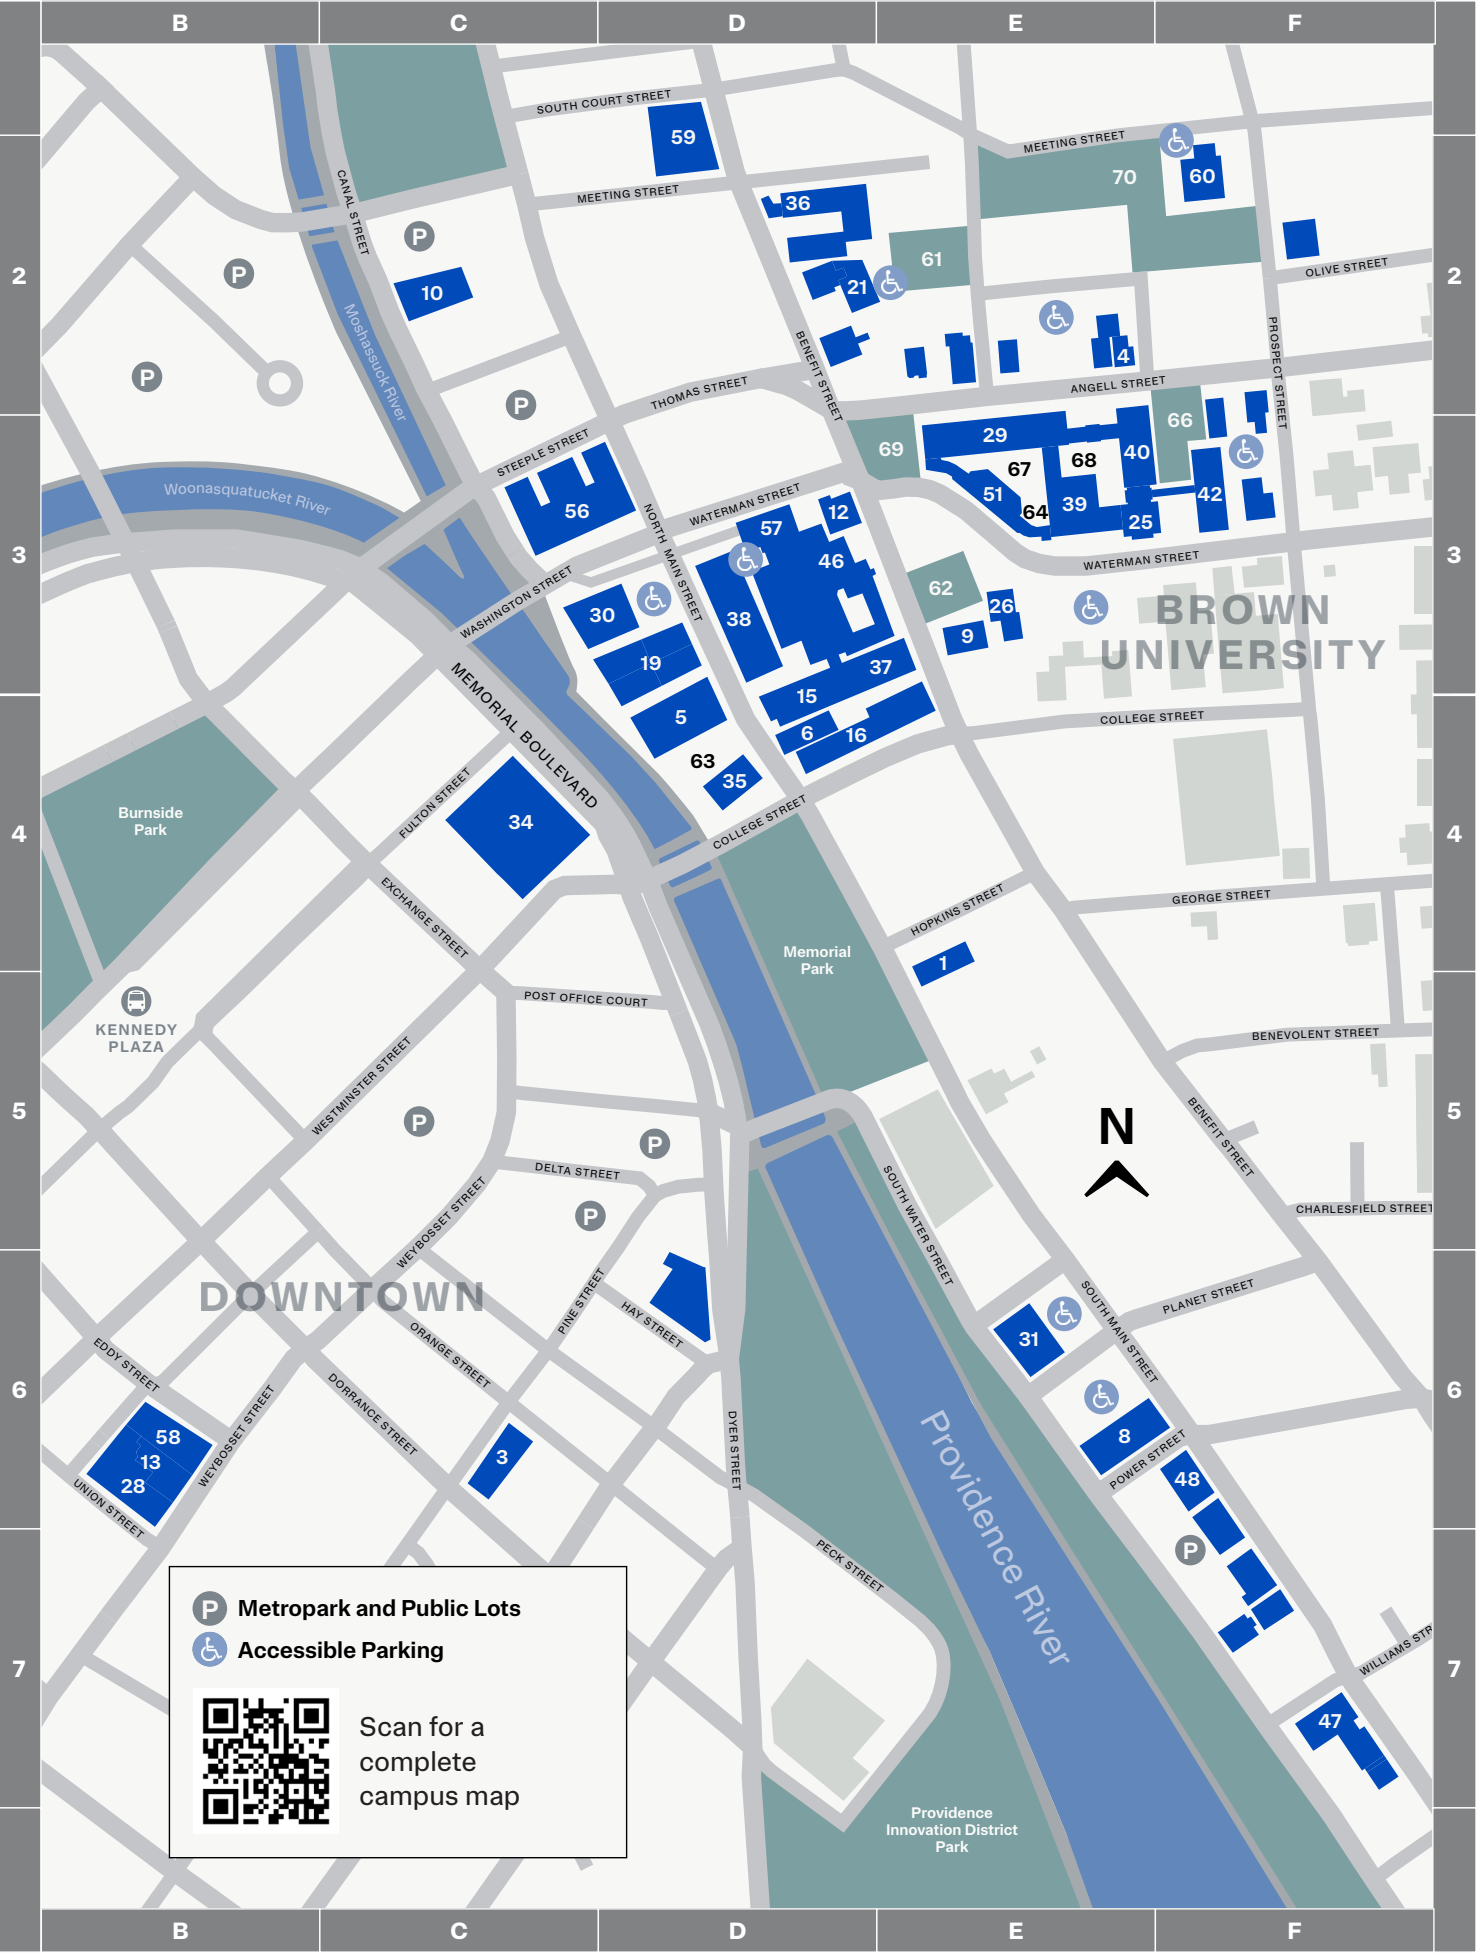 B
C
D
E
F
SOUTH COURT STREET
59
MEETING STREET
MEETING STREET
70
60
CANAL STREET
36
P
61
2
P
10
21
OLIVE STREET
2
Moshassuck River
BENEFIT STREET
PROSPECT STREET
P
4
THOMAS STREET
ANGELL STREET
P
STEEPLE STREET
69
29
66
67
68
40
Woonasquatucket River
56
NORTH MAIN STREET
WATERMAN STREET
57
12
51
64
39
25
42
3
46
WATERMAN STREET
3
WASHINGTON STREET
30
38
62
26
9
BROWN
UNIVERSITY
19
37
MEMORIAL BOULEVARD
15
5
6
16
COLLEGE STREET
63
35
Burnside
Park
FULTON STREET
34
COLLEGE STREET
4
4
EXCHANGE STREET
HOPKINS STREET
GEORGE STREET
Memorial
Park
1
KENNEDY
PLAZA
POST OFFICE COURT
BENEVOLENT STREET
WESTMINSTER STREET
5
P
P
N
BENEFIT STREET
5
DELTA STREET
SOUTH WATER STREET
P
WEYBOSSET STREET
CHARLESFIELD STREET
DOWNTOWN
PINE STREET
HAY STREET
SOUTH MAIN STREET
PLANET STREET
31
EDDY STREET
ORANGE STREET
6
DORRANCE STREET
WEYBOSSET STREET
6
58
13
28
UNION STREET
3
DYER STREET
Providence River
8
POWER STREET
48
P
PECK STREET
P Metropark and Public Lots
Accessible Parking
7
WILLIAMS STR
7
Scan for a
complete
campus map
47
Providence
Innovation District
Park
B
C
D
E
F